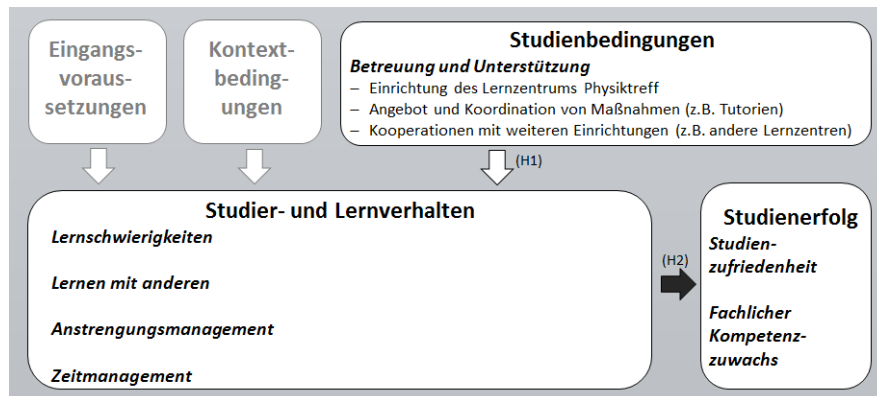 Eingangs-
voraus-
setzungen
Kontext-
beding-
ungen
Studienbedingungen
Betreuung und Unterstützung
– Einrichtung des Lernzentrums Physiktreff
– Angebot und Koordination von Maßnahmen (z.B. Tutorien)
– Kooperationen mit weiteren Einrichtungen (z.B. andere Lernzentren)
(H1)
Studier- und Lernverhalten
Lernschwierigkeiten
Lernen mit anderen
Anstrengungsmanagement
Zeitmanagement
(H2)
Studienerfolg
Studien-
zufriedenheit
Fachlicher
Kompetenz-
zuwachs